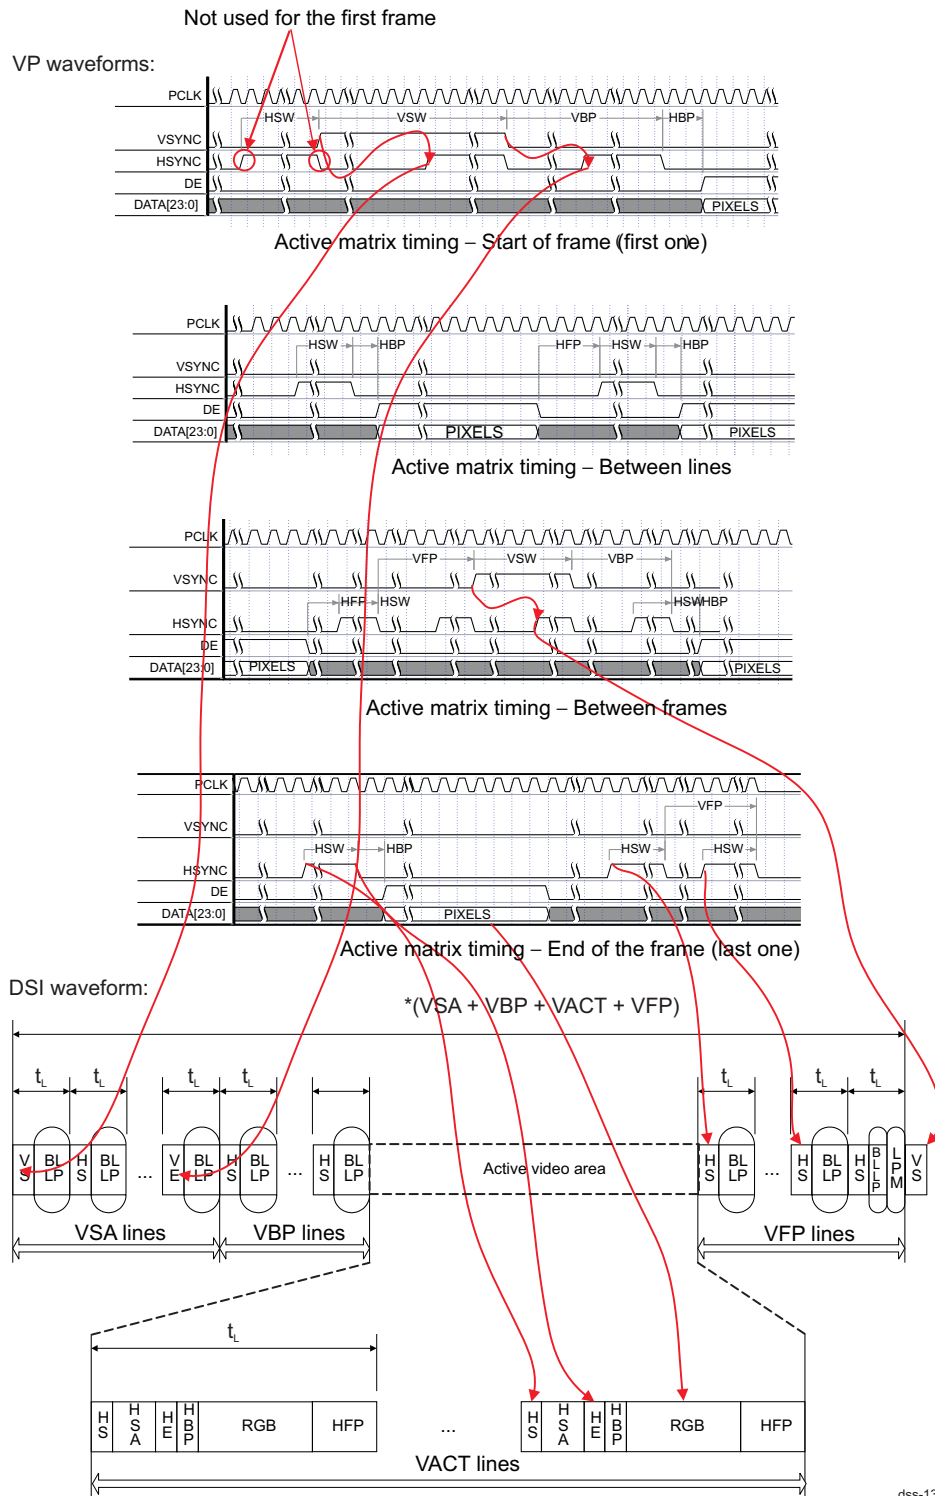 Not used for the first frame
VP waveforms:
PCLK
HSW
VSW
VBP
HBP
VSYNC
HSYNC
DE
DATA[23:0]
PIXELS
Active matrix timing – Start of frame (first one)
PCLK
HSW
HBP
HFP
HSW
HBP
VSYNC
HSYNC
DE
DATA[23:0]
PIXELS
PIXELS
Active matrix timing – Between lines
PCLK
VFP
VSW
VBP
VSYNC
HFP
HSW
HSW
HBP
HSYNC
DE
DATA[23:0]
PIXELS
PIXELS
Active matrix timing – Between frames
PCLK
VFP
VSYNC
HSW
HBP
HSW
HSW
HSYNC
DE
DATA[23:0]
PIXELS
Active matrix timing – End of the frame (last one)
DSI waveform:
*(VSA + VBP + VACT + VFP)
tL tL tL tL tL tL tL
VS BLLP HS BLLP ... VE BLLP HS BLLP ... HS BLLP Active video area HS BLLP ... HS BLLP HS BLLP LPM VS
VSA lines VBP lines VFP lines
tL
HS HSA HE HBP RGB HFP ... HS HSA HE HBP RGB HFP
VACT lines